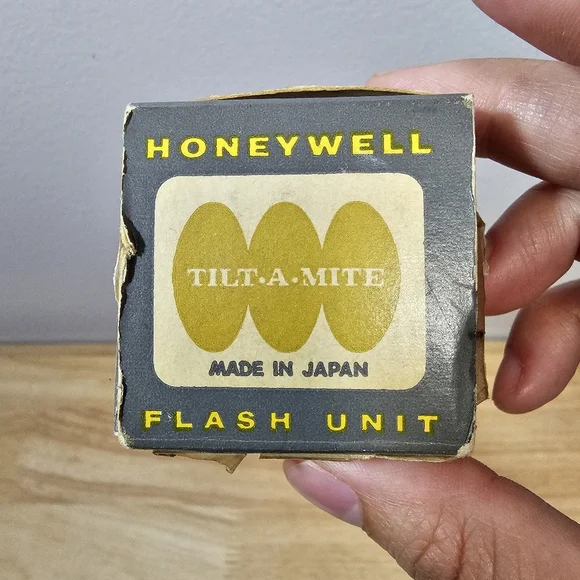 HONEYWELL
TILT·A·MITE
MADE IN JAPAN
FLASH UNIT